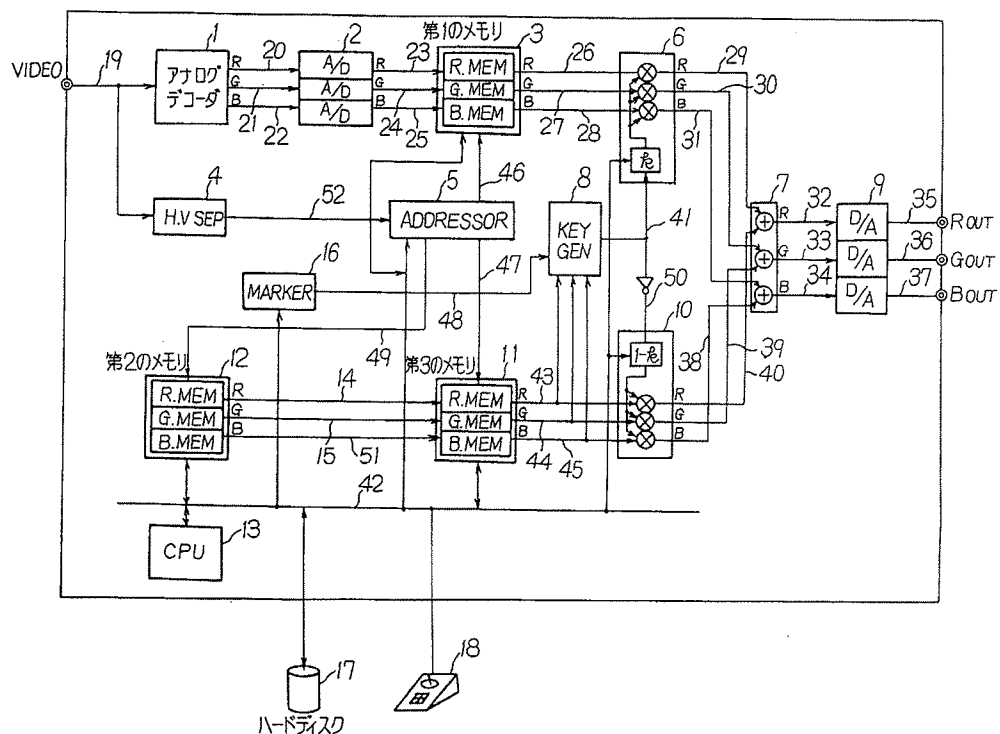 第1のメモリ
1
2
3
6
VIDEO
19
アナログ
デコーダ
R
G
B
20
21
22
A/D
A/D
A/D
R
G
B
23
24
25
R.MEM
G.MEM
B.MEM
R
G
B
26
27
28
R
G
B
29
30
31
k
4
H.V SEP
52
5
ADDRESSOR
46
8
KEY
GEN
41
7
R
G
B
32
33
34
9
D/A
D/A
D/A
35
36
37
ROUT
GOUT
BOUT
16
MARKER
48
47
50
10
1-k
49
38
39
40
第2のメモリ
12
R.MEM
G.MEM
B.MEM
R
G
B
14
15
51
第3のメモリ
11
R.MEM
G.MEM
B.MEM
R
G
B
43
44
45
R
G
B
42
CPU
13
17
ハードディスク
18